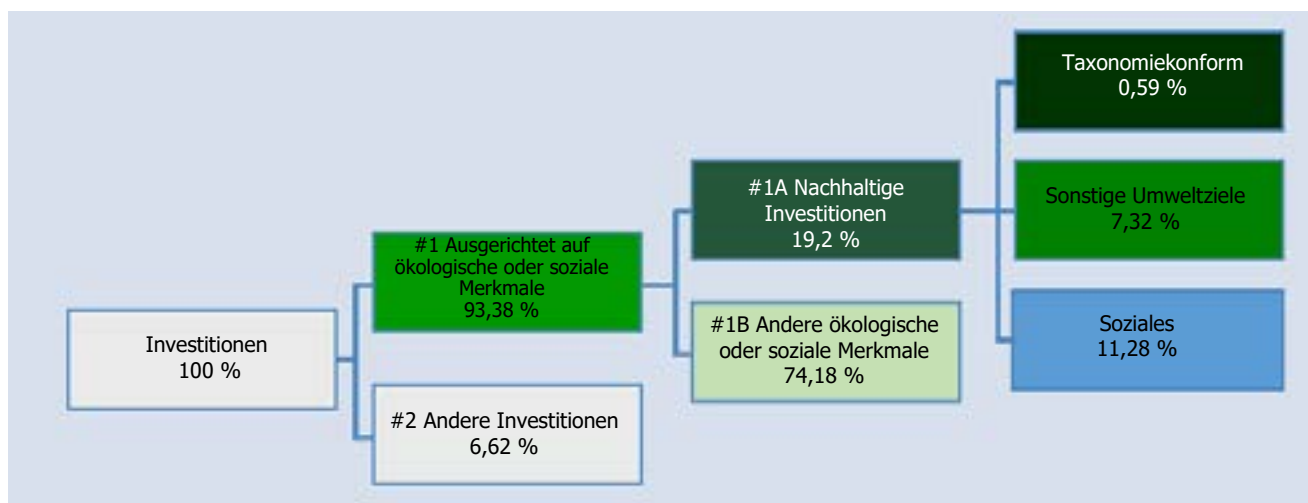 Investitionen
100 %
#1 Ausgerichtet auf
ökologische oder soziale
Merkmale
93,38 %
#2 Andere Investitionen
6,62 %
#1A Nachhaltige
Investitionen
19,2 %
#1B Andere ökologische
oder soziale Merkmale
74,18 %
Taxonomiekonform
0,59 %
Sonstige Umweltziele
7,32 %
Soziales
11,28 %